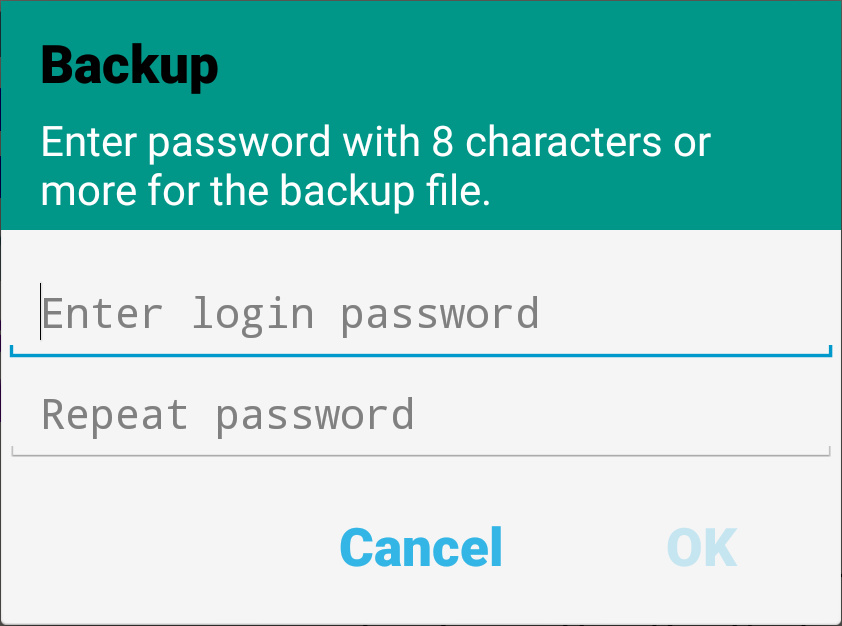 Backup
Enter password with 8 characters or
more for the backup file.
Enter login password
Repeat password
Cancel OK